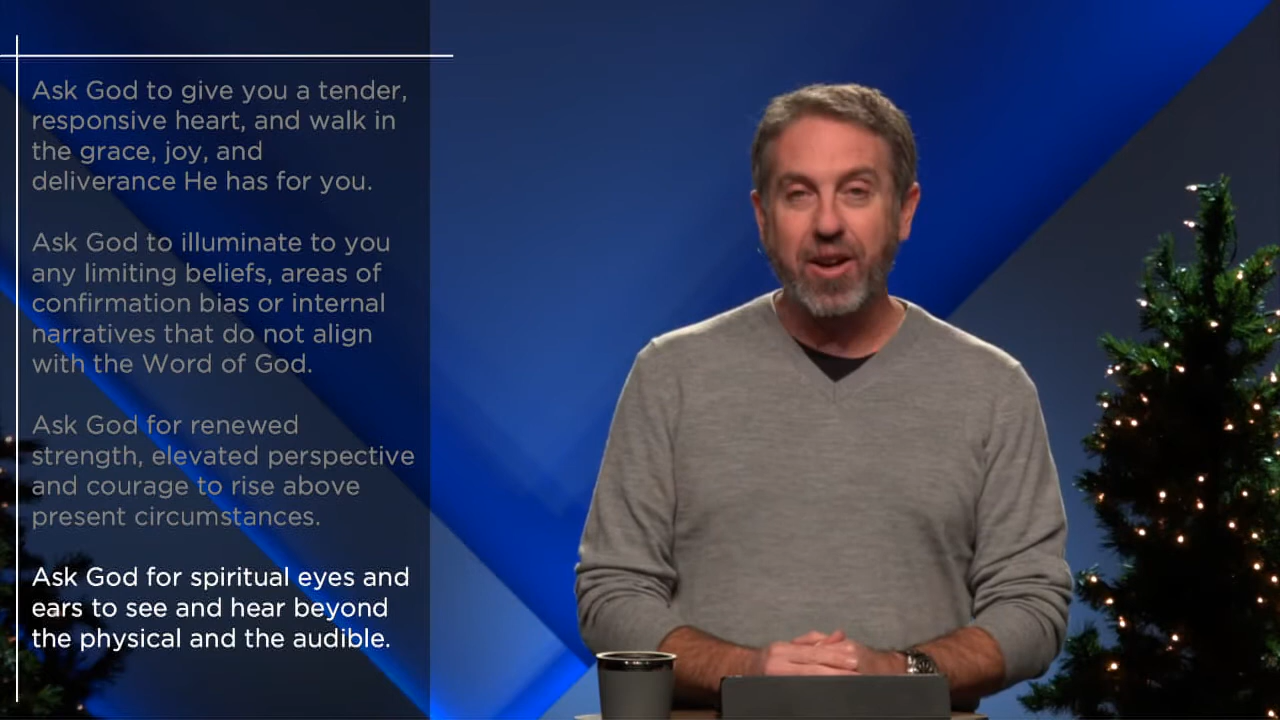 Ask God to give you a tender,
responsive heart, and walk in
the grace, joy, and
deliverance He has for you.
Ask God to illuminate to you
any limiting beliefs, areas of
confirmation bias or internal
narratives that do not align
with the Word of God.
Ask God for renewed
strength, elevated perspective
and courage to rise above
present circumstances.
Ask God for spiritual eyes and
ears to see and hear beyond
the physical and the audible.